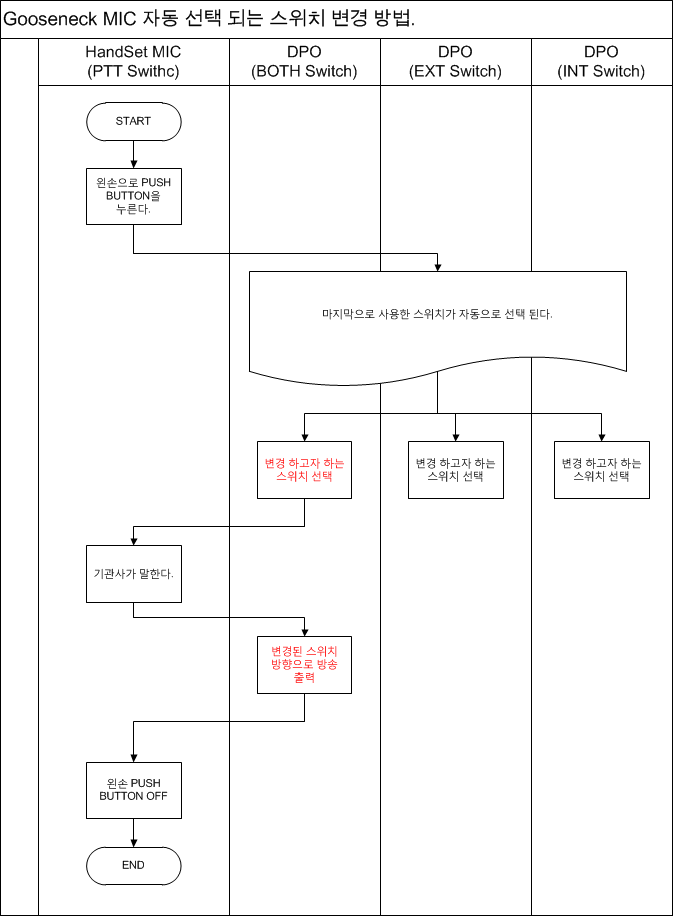 Gooseneck MIC 자동 선택 되는 스위치 변경 방법.
HandSet MIC
(PTT Swithc)
DPO
(BOTH Switch)
DPO
(EXT Switch)
DPO
(INT Switch)
START
왼손으로 PUSH
BUTTON을
누른다.
마지막으로 사용한 스위치가 자동으로 선택 된다.
변경 하고자 하는
스위치 선택
변경 하고자 하는
스위치 선택
변경 하고자 하는
스위치 선택
기관사가 말한다.
변경된 스위치
방향으로 방송
출력
왼손 PUSH
BUTTON OFF
END